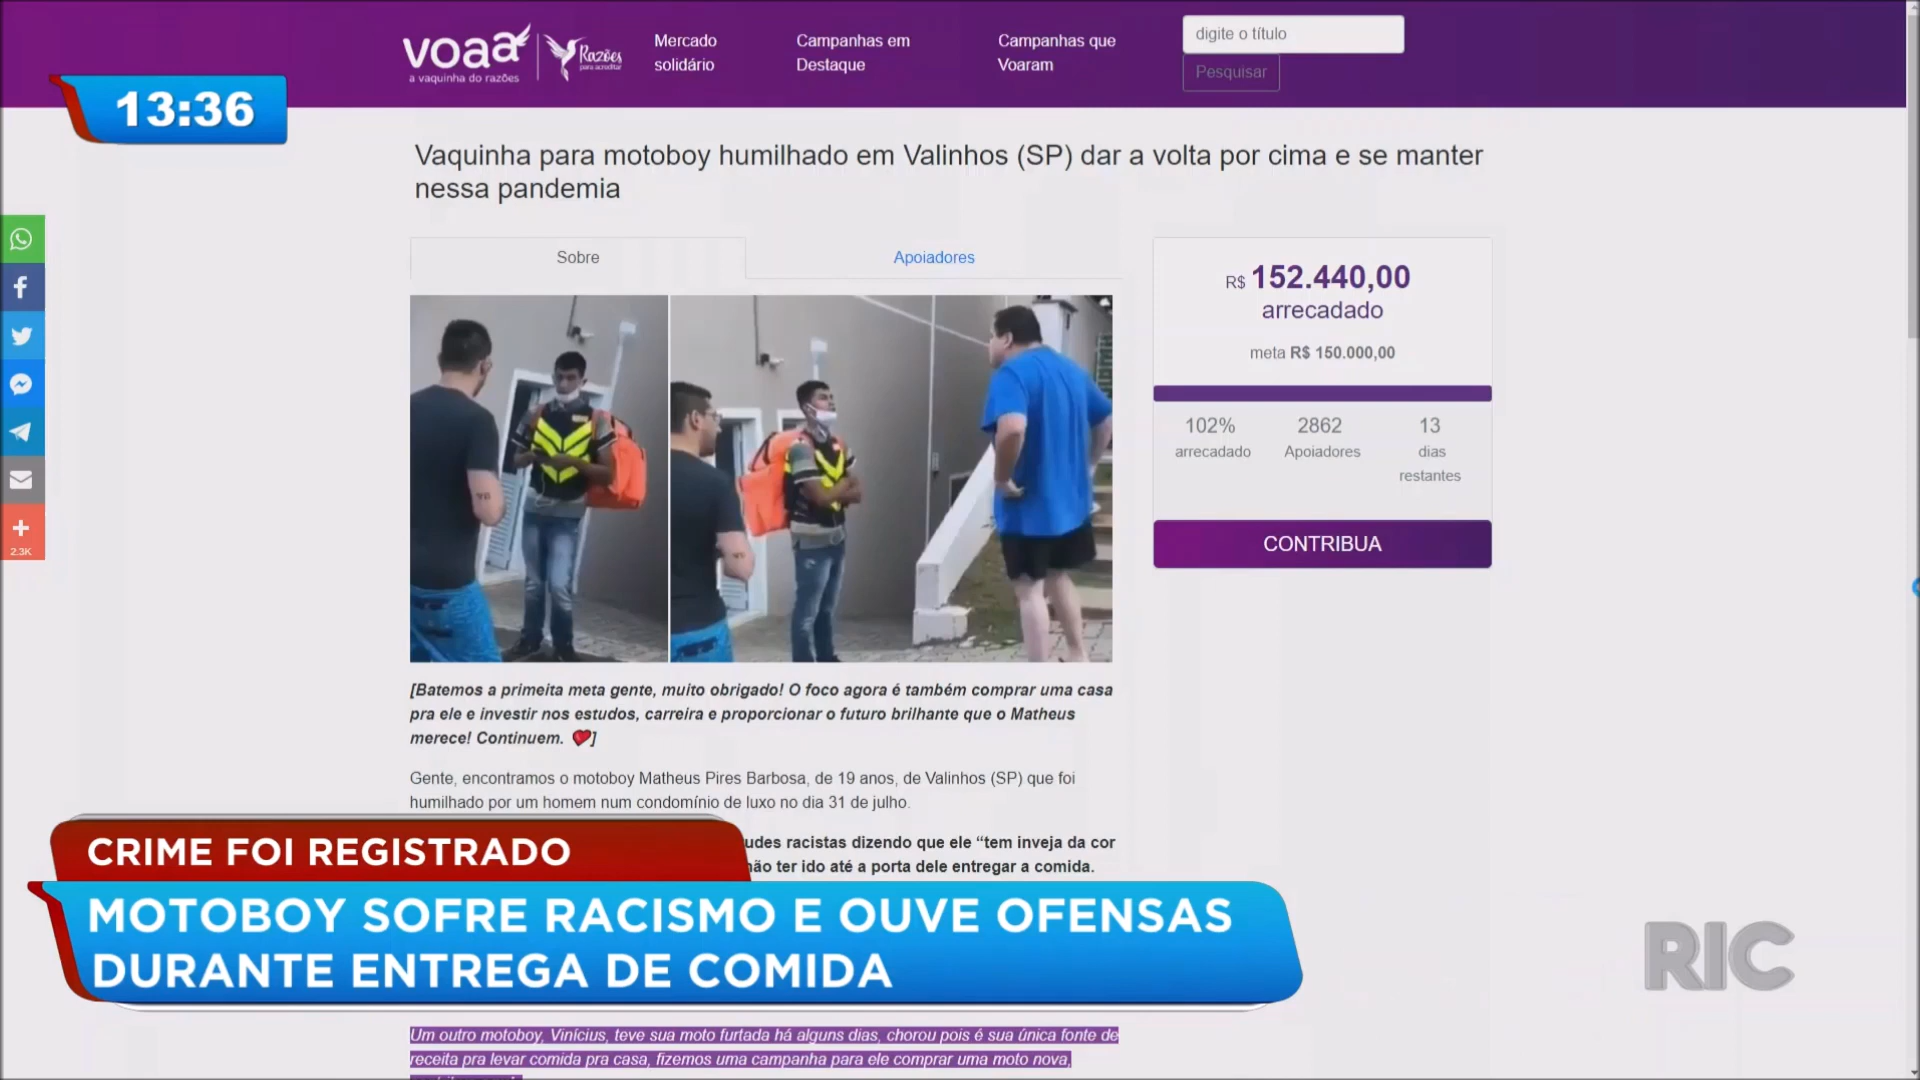 voaa
a vaquinha do razões
Razões
para acreditar
Mercado
solidário
Campanhas em
Destaque
Campanhas que
Voaram
digite o título
Pesquisar
13:36
Vaquinha para motoboy humilhado em Valinhos (SP) dar a volta por cima e se manter
nessa pandemia
Sobre
Apoiadores
R$ 152.440,00
arrecadado
meta R$ 150.000,00
102%
arrecadado
2862
Apoiadores
13
dias
restantes
CONTRIBUA
2.3K
[Batemos a primeita meta gente, muito obrigado! O foco agora é também comprar uma casa
pra ele e investir nos estudos, carreira e proporcionar o futuro brilhante que o Matheus
merece! Continuem. ❤]
Gente, encontramos o motoboy Matheus Pires Barbosa, de 19 anos, de Valinhos (SP) que foi
humilhado por um homem num condomínio de luxo no dia 31 de julho.
racistas dizendo que ele “tem inveja da cor
ter ido até a porta dele entregar a comida.
CRIME FOI REGISTRADO
MOTOBOY SOFRE RACISMO E OUVE OFENSAS
DURANTE ENTREGA DE COMIDA
RIC
Um outro motoboy, Vinícius, teve sua moto furtada há alguns dias, chorou pois é sua única fonte de
receita pra levar comida pra casa, fizemos uma campanha para ele comprar uma moto nova,